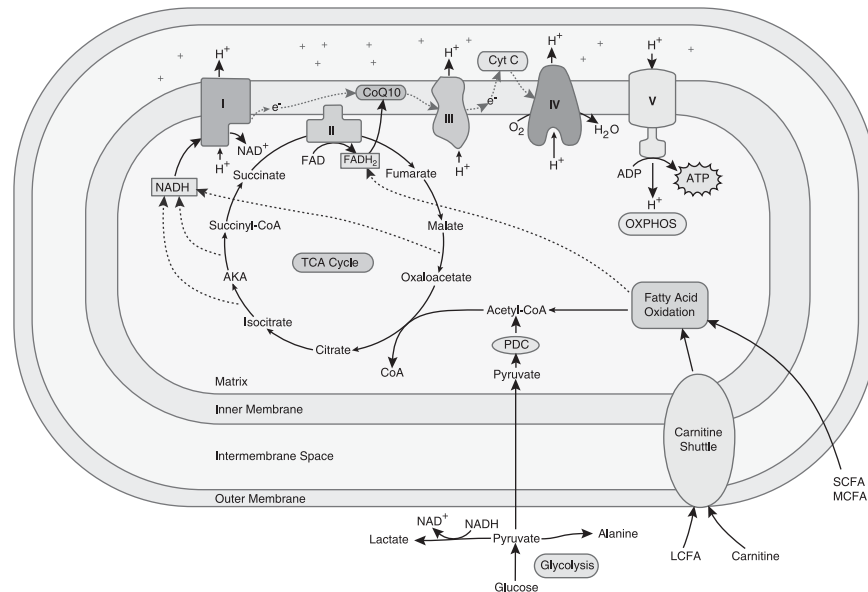 H+
H+
Cyt C
H+
H+
I
e-
CoQ10
III
e-
IV
V
II
NAD+
O2
H2O
H+
FAD
FADH2
H+
H+
ADP
ATP
NADH
Succinate
Fumarate
H+
OXPHOS
Succinyl-CoA
Malate
TCA Cycle
AKA
Oxaloacetate
Fatty Acid
Oxidation
Isocitrate
Acetyl-CoA
Citrate
PDC
CoA
Pyruvate
Matrix
Inner Membrane
Carnitine
Shuttle
Intermembrane Space
SCFA
MCFA
Outer Membrane
NAD+
NADH
Lactate
Pyruvate
Alanine
LCFA
Carnitine
Glycolysis
Glucose